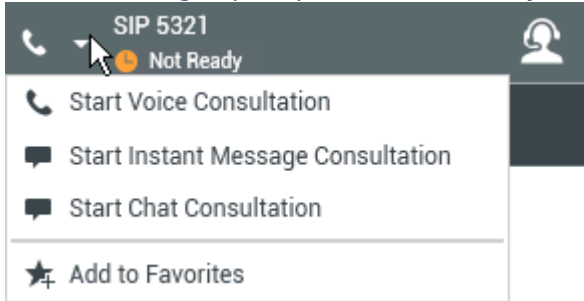 SIP 5321
Not Ready
Start Voice Consultation
Start Instant Message Consultation
Start Chat Consultation
Add to Favorites